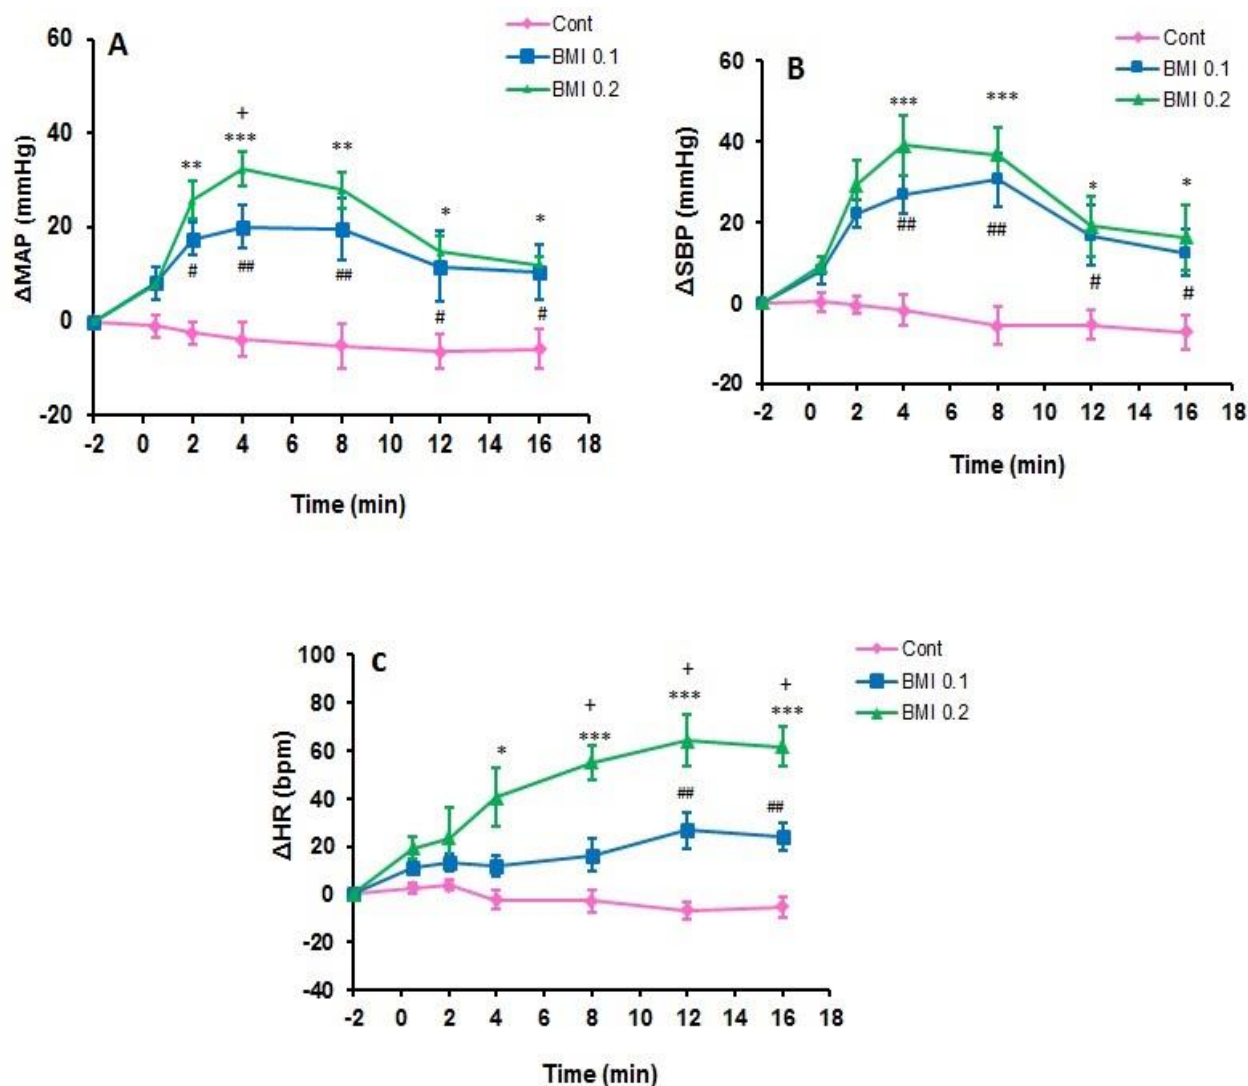 A
Cont
BMI 0.1
BMI 0.2
ΔMAP (mmHg)
60
40
20
0
-20
+
** *** ** * *
# ## ## # #
-2 0 2 4 6 8 10 12 14 16 18
Time (min)
B
Cont
BMI 0.1
BMI 0.2
ΔSBP (mmHg)
60
40
20
0
-20
*** *** * *
## ## # #
-2 0 2 4 6 8 10 12 14 16 18
Time (min)
C
Cont
BMI 0.1
BMI 0.2
ΔHR (bpm)
100
80
60
40
20
0
-20
-40
+ + +
* *** *** ***
## ##
-2 0 2 4 6 8 10 12 14 16 18
Time (min)